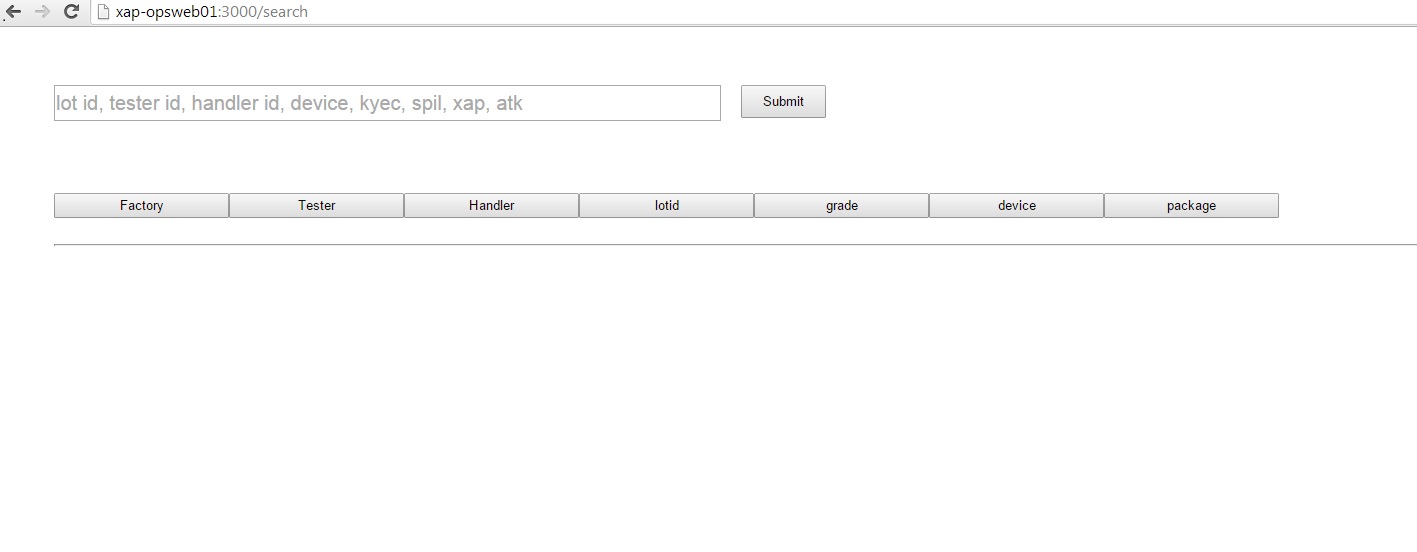 xap-opsweb01:3000/search
lot id, tester id, handler id, device, kyec, spil, xap, atk
Submit
Factory Tester Handler lotid grade device package